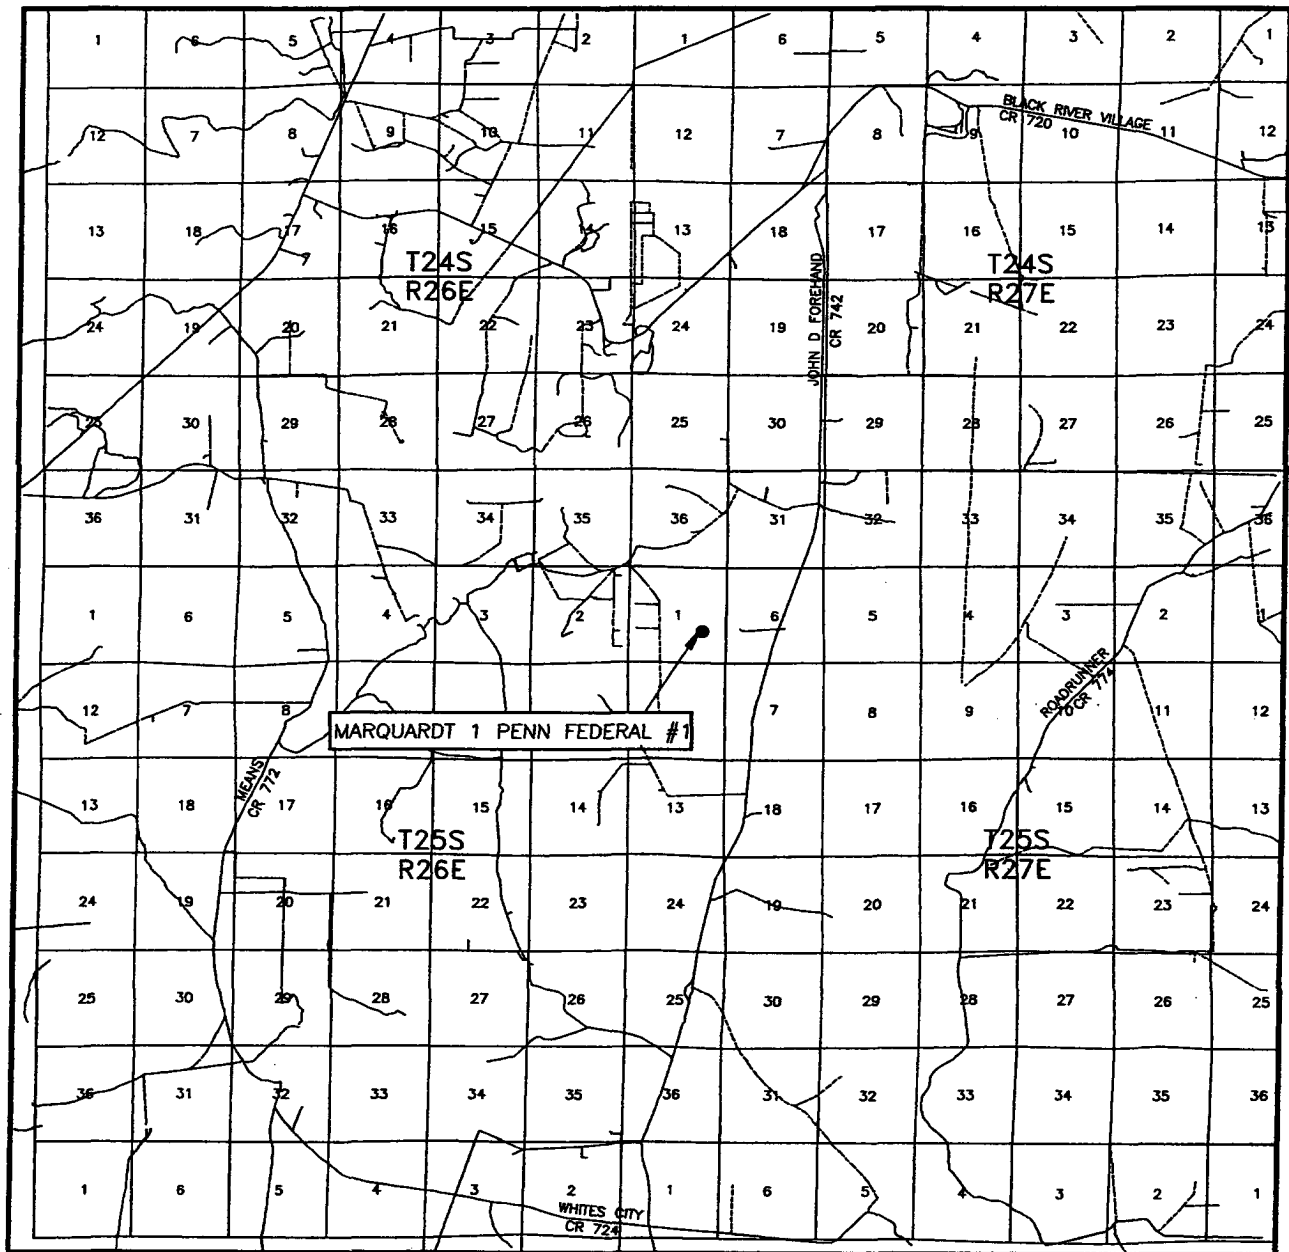 1 6 5 4 3 2 1 6 5 4 3 2 1
BLACK RIVER VILLAGE
CR 720
12 7 8 9 10 11 12 7 8 9 10 11 12
13 18 17 16 15 14 13 18 17 16 15 14 13
T24S
R26E
T24S
R27E
JOHN D FOREHAND
CR 742
24 19 20 21 22 23 24 19 20 21 22 23 24
25 30 29 28 27 26 25 30 29 28 27 26 25
36 31 32 33 34 35 36 31 32 33 34 35 36
1 6 5 4 3 2 1 6 5 4 3 2 1
ROADRUNNER
CR 774
12 7 8 7 8 9 10 11 12
MARQUARDT 1 PENN FEDERAL #1
MEANS
CR 772
13 18 17 16 15 14 13 18 17 16 15 14 13
T25S
R26E
T25S
R27E
24 19 20 21 22 23 24 19 20 21 22 23 24
25 30 29 28 27 26 25 30 29 28 27 26 25
36 31 32 33 34 35 36 31 32 33 34 35 36
1 6 5 4 3 2 1 6 5 4 3 2 1
WHITES CITY
CR 724